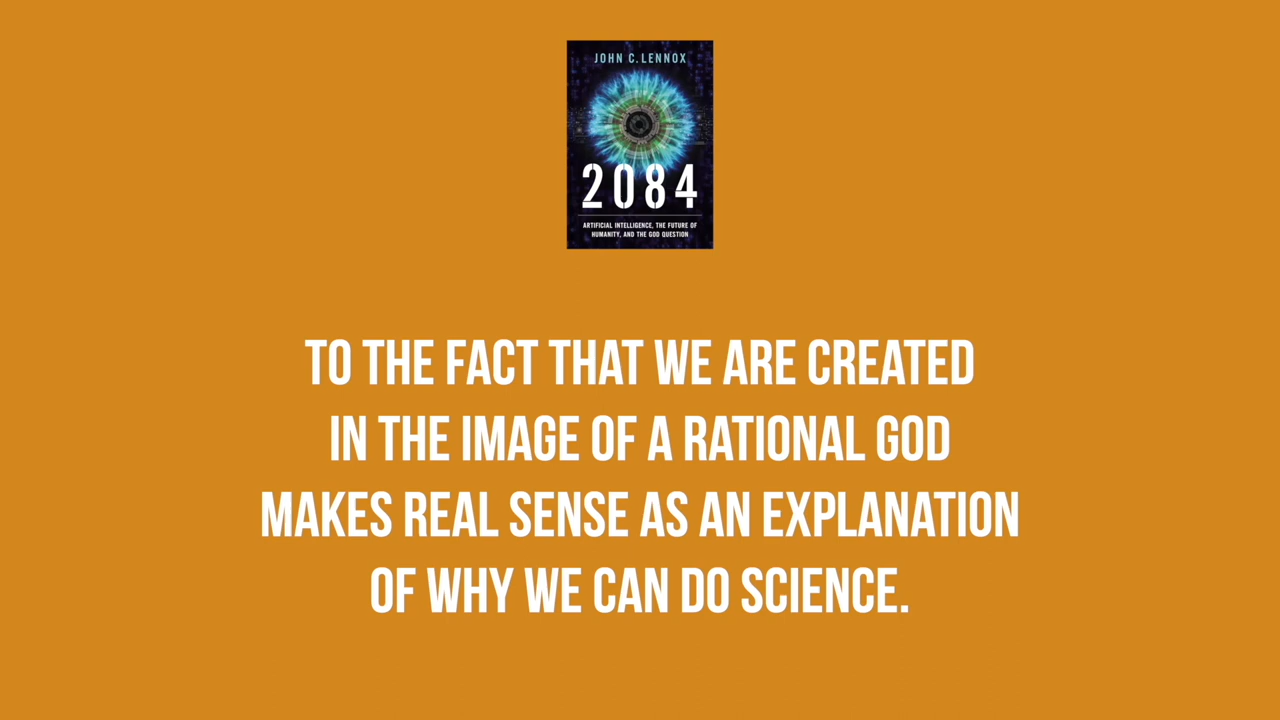 JOHN C. LENNOX
2084
ARTIFICIAL INTELLIGENCE, THE FUTURE OF
HUMANITY, AND THE GOD QUESTION
TO THE FACT THAT WE ARE CREATED
IN THE IMAGE OF A RATIONAL GOD
MAKES REAL SENSE AS AN EXPLANATION
OF WHY WE CAN DO SCIENCE.